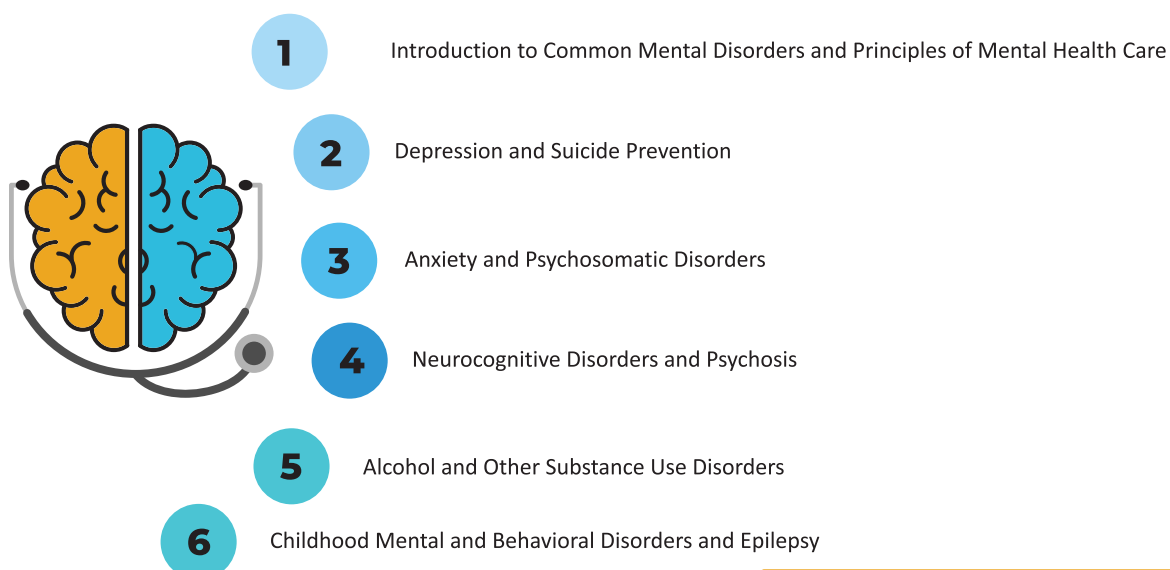 1 Introduction to Common Mental Disorders and Principles of Mental Health Care
2 Depression and Suicide Prevention
3 Anxiety and Psychosomatic Disorders
4 Neurocognitive Disorders and Psychosis
5 Alcohol and Other Substance Use Disorders
6 Childhood Mental and Behavioral Disorders and Epilepsy